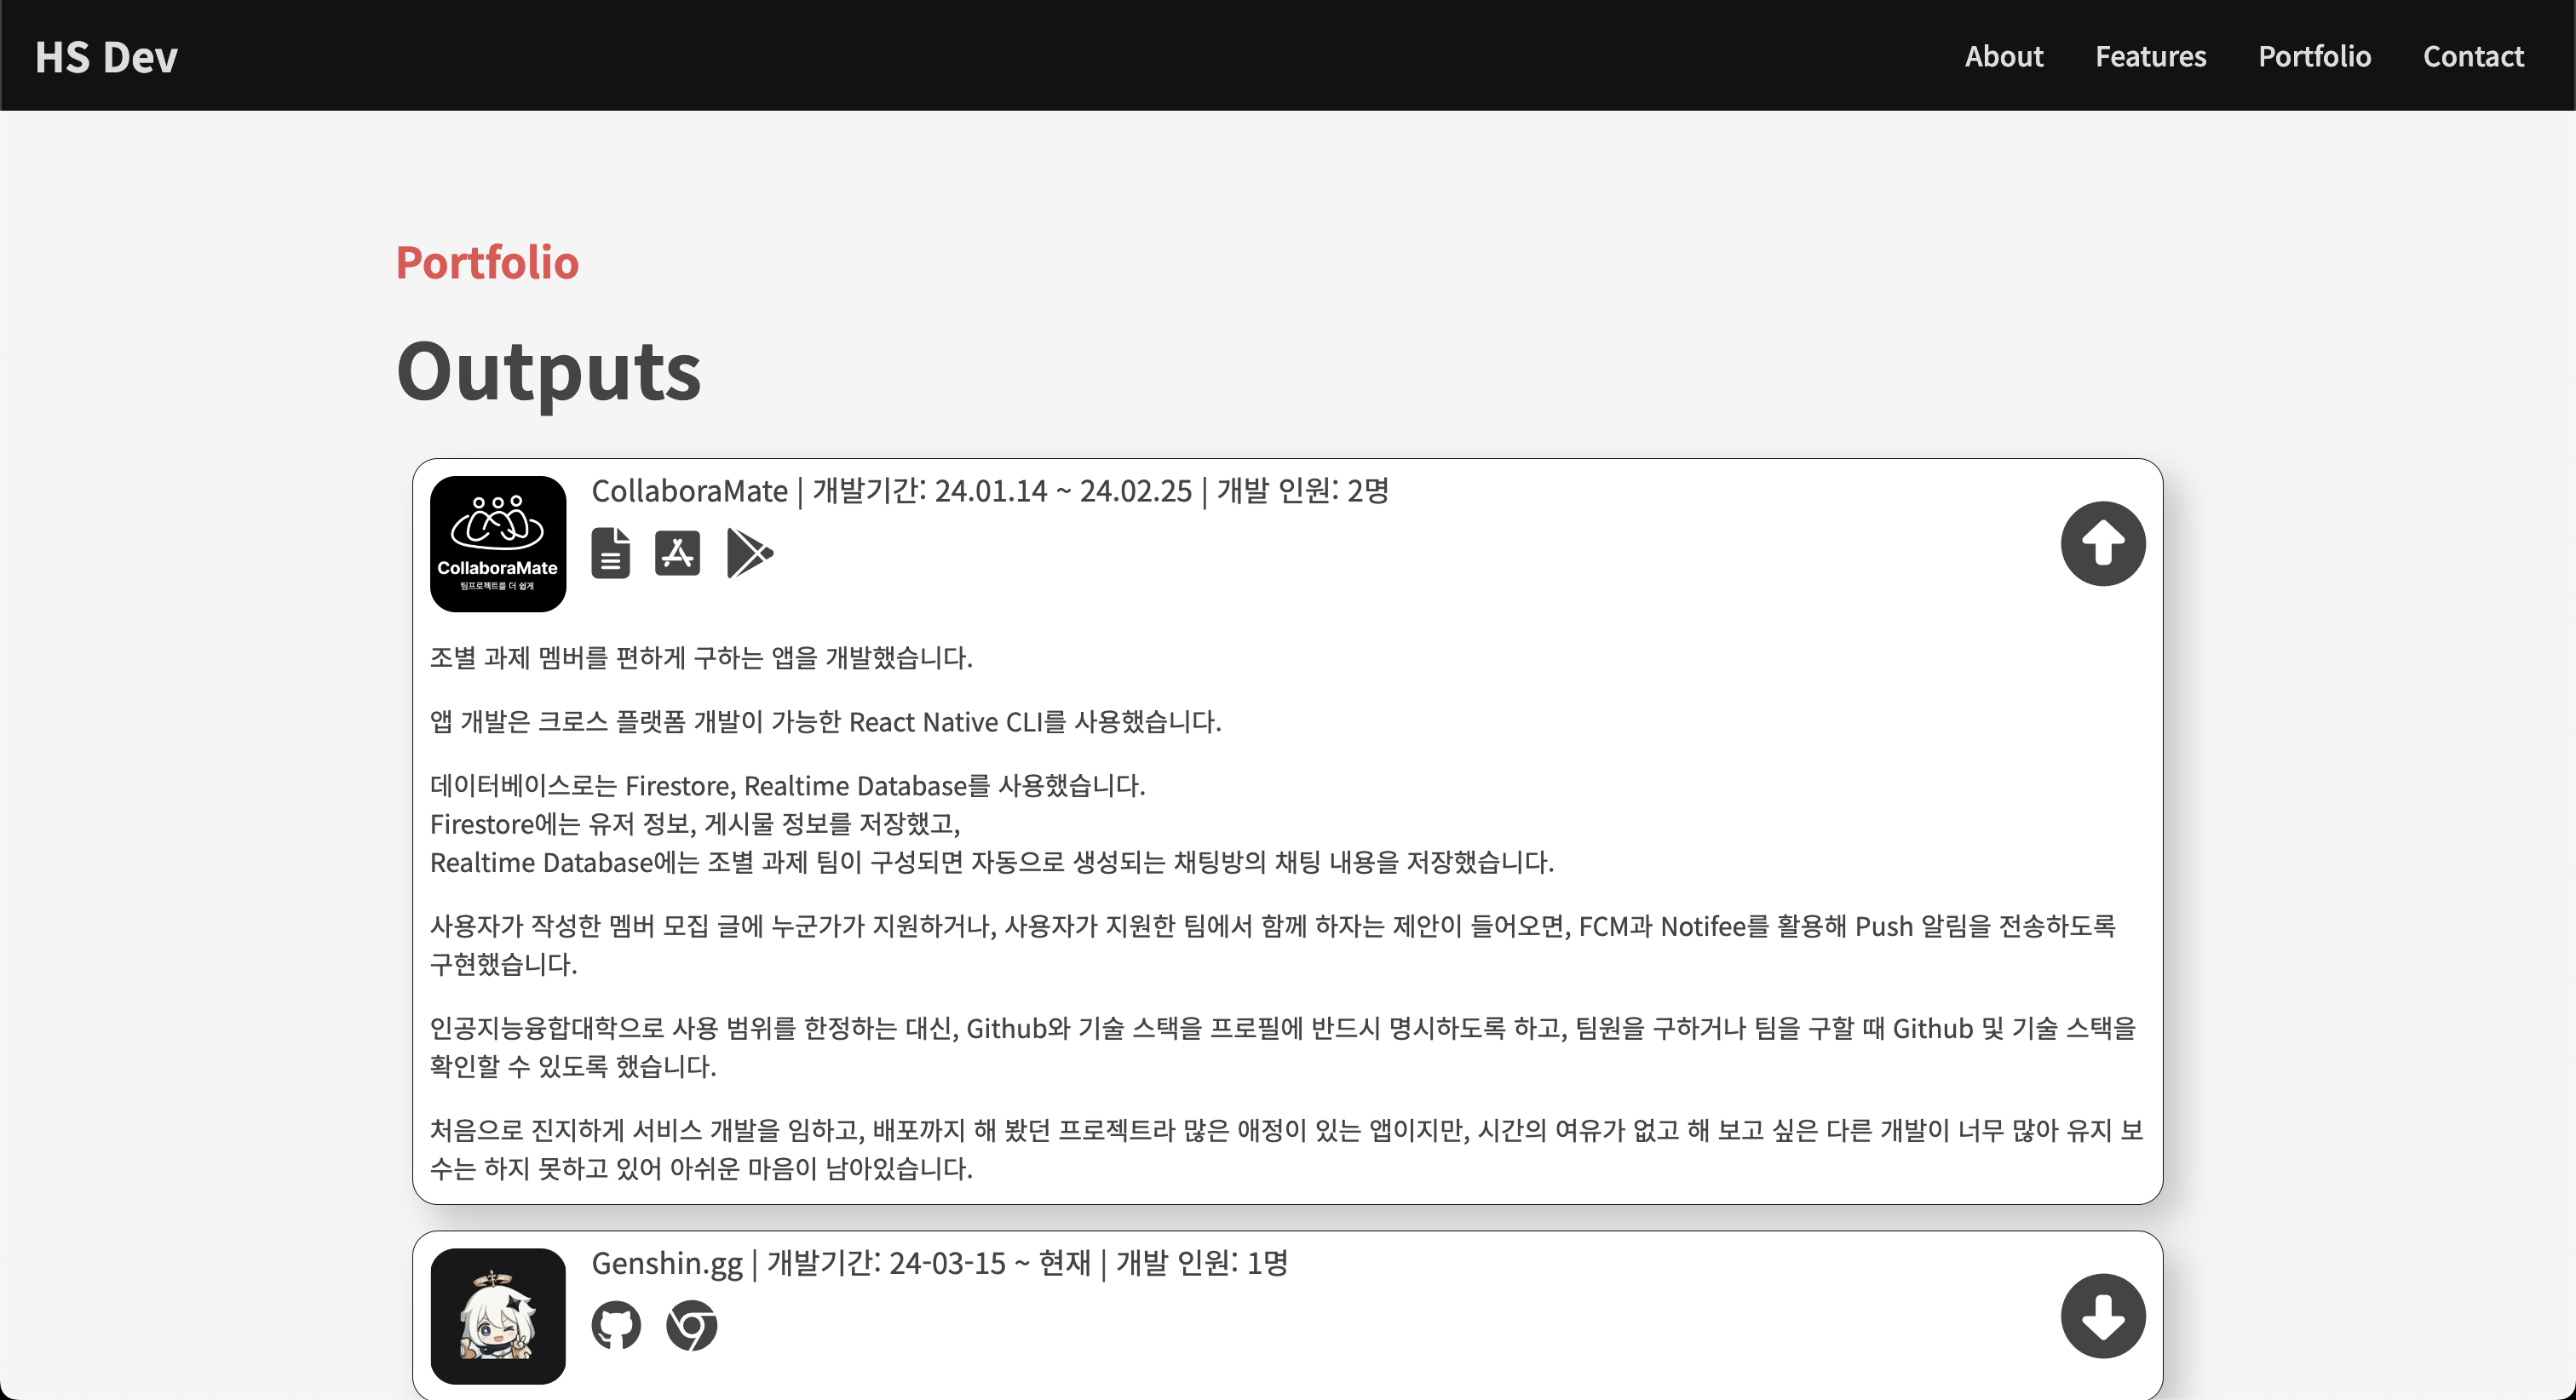 HS Dev
About Features Portfolio Contact
Portfolio
Outputs
CollaboraMate
팀프로젝트를 더 쉽게
CollaboraMate | 개발기간: 24.01.14 ~ 24.02.25 | 개발 인원: 2명
조별 과제 멤버를 편하게 구하는 앱을 개발했습니다.
앱 개발은 크로스 플랫폼 개발이 가능한 React Native CLI를 사용했습니다.
데이터베이스로는 Firestore, Realtime Database를 사용했습니다.
Firestore에는 유저 정보, 게시물 정보를 저장했고,
Realtime Database에는 조별 과제 팀이 구성되면 자동으로 생성되는 채팅방의 채팅 내용을 저장했습니다.
사용자가 작성한 멤버 모집 글에 누군가가 지원하거나, 사용자가 지원한 팀에서 함께 하자는 제안이 들어오면, FCM과 Notifee를 활용해 Push 알림을 전송하도록
구현했습니다.
인공지능융합대학으로 사용 범위를 한정하는 대신, Github와 기술 스택을 프로필에 반드시 명시하도록 하고, 팀원을 구하거나 팀을 구할 때 Github 및 기술 스택을
확인할 수 있도록 했습니다.
처음으로 진지하게 서비스 개발을 임하고, 배포까지 해 봤던 프로젝트라 많은 애정이 있는 앱이지만, 시간의 여유가 없고 해 보고 싶은 다른 개발이 너무 많아 유지 보
수는 하지 못하고 있어 아쉬운 마음이 남아있습니다.
Genshin.gg | 개발기간: 24-03-15 ~ 현재 | 개발 인원: 1명